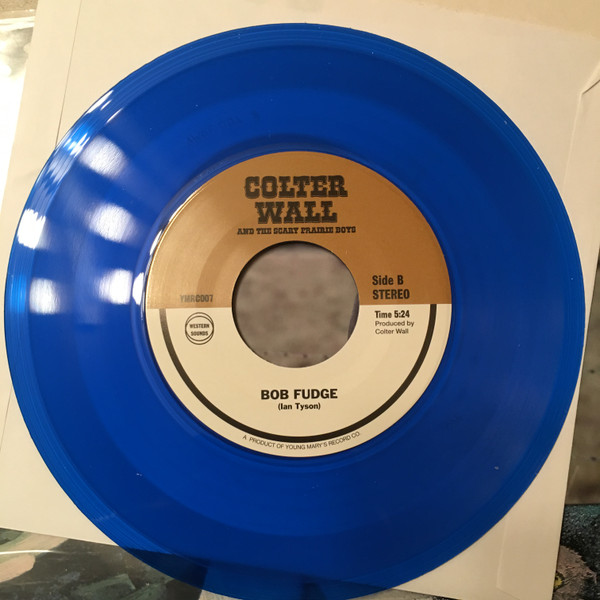 COLTER
WALL
AND THE SCARY PRAIRIE BOYS
Side B
STEREO
YMRC007
Time 5:24
Produced by
Colter Wall
WESTERN
SOUNDS
BOB FUDGE
(Ian Tyson)
A PRODUCT OF YOUNG MARY'S RECORD CO.